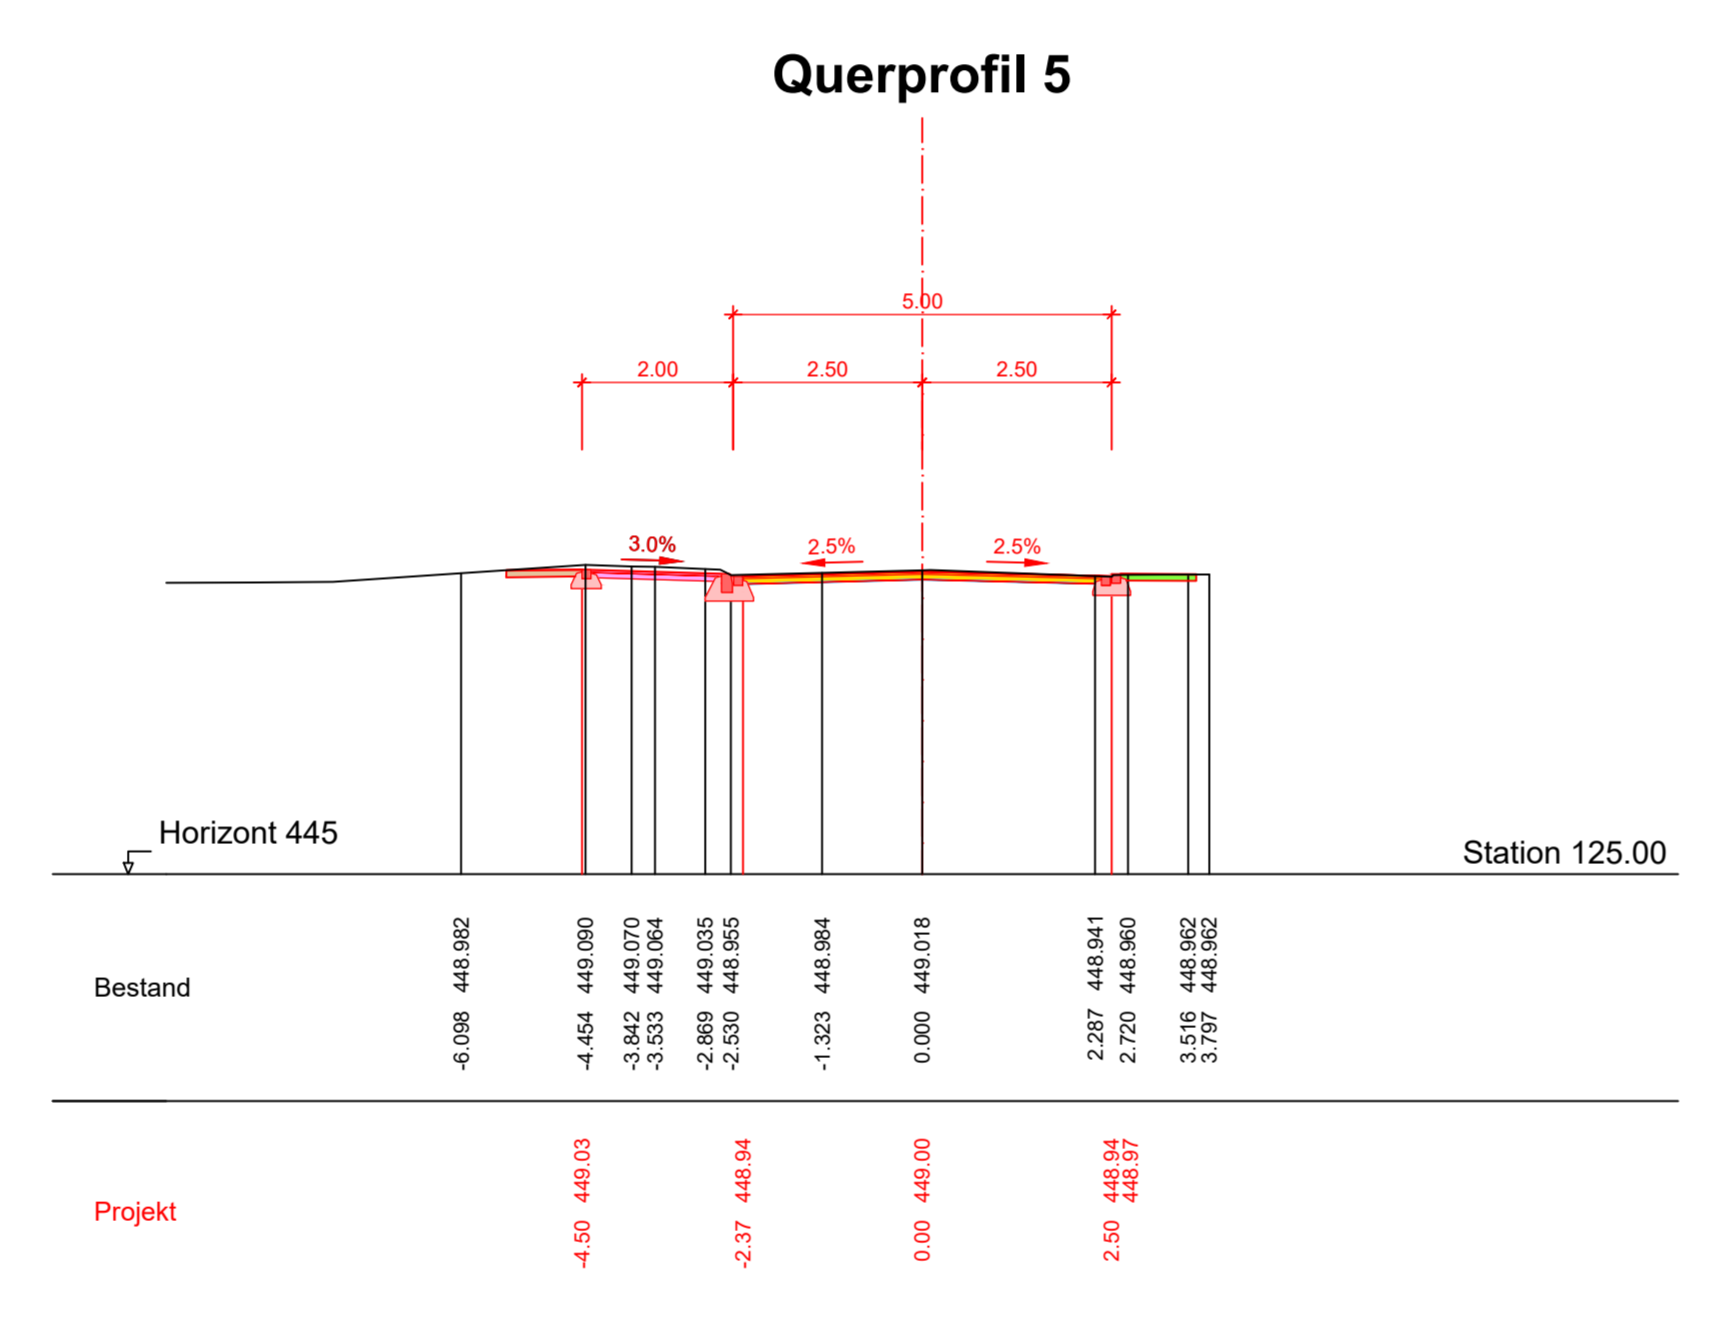 Querprofil 5
5.00
2.00 2.50 2.50
3.0% 2.5% 2.5%
Horizont 445
Station 125.00
Bestand
448.982 449.090 449.070 449.064 449.035 448.955 448.984 449.018 448.941 448.960 448.962 448.962
-6.098 -4.454 -3.842 -3.533 -2.869 -2.530 -1.323 0.000 2.287 2.720 3.516 3.797
Projekt
449.03 448.94 449.00 448.94 448.97
-4.50 -2.37 0.00 2.50